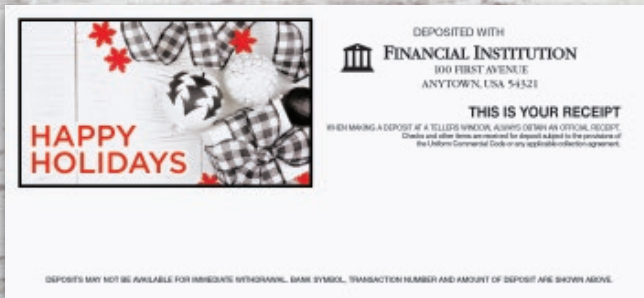 HAPPY
HOLIDAYS
DEPOSITED WITH
FINANCIAL INSTITUTION
100 FIRST AVENUE
ANYTOWN, USA 54321
THIS IS YOUR RECEIPT
WHEN MAKING A DEPOSIT AT A TELLERS WINDOW, ALWAYS OBTAIN AN OFFICIAL RECEIPT.
Checks and other items are received for deposit subject to the provisions of
the Uniform Commercial Code or any applicable collection agreement.
DEPOSITS MAY NOT BE AVAILABLE FOR IMMEDIATE WITHDRAWAL. BANK SYMBOL, TRANSACTION NUMBER AND AMOUNT OF DEPOSIT ARE SHOWN ABOVE.